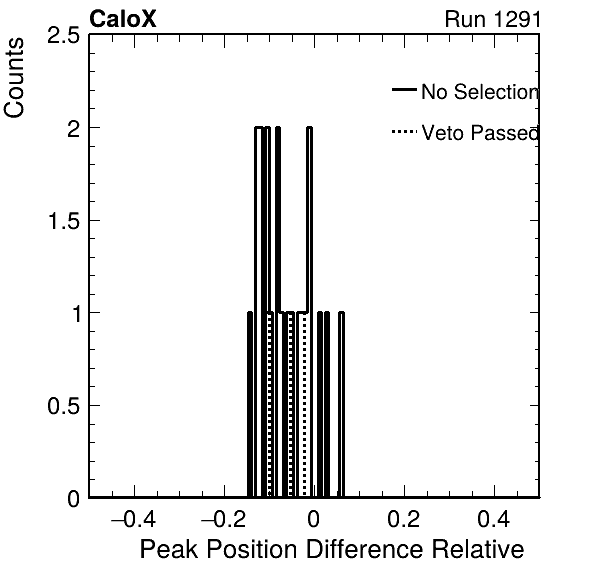 CaloX
Run 1291
Counts
2.5
2
1.5
1
0.5
0
No Selection
Veto Passed
−0.4
−0.2
0
0.2
0.4
Peak Position Difference Relative